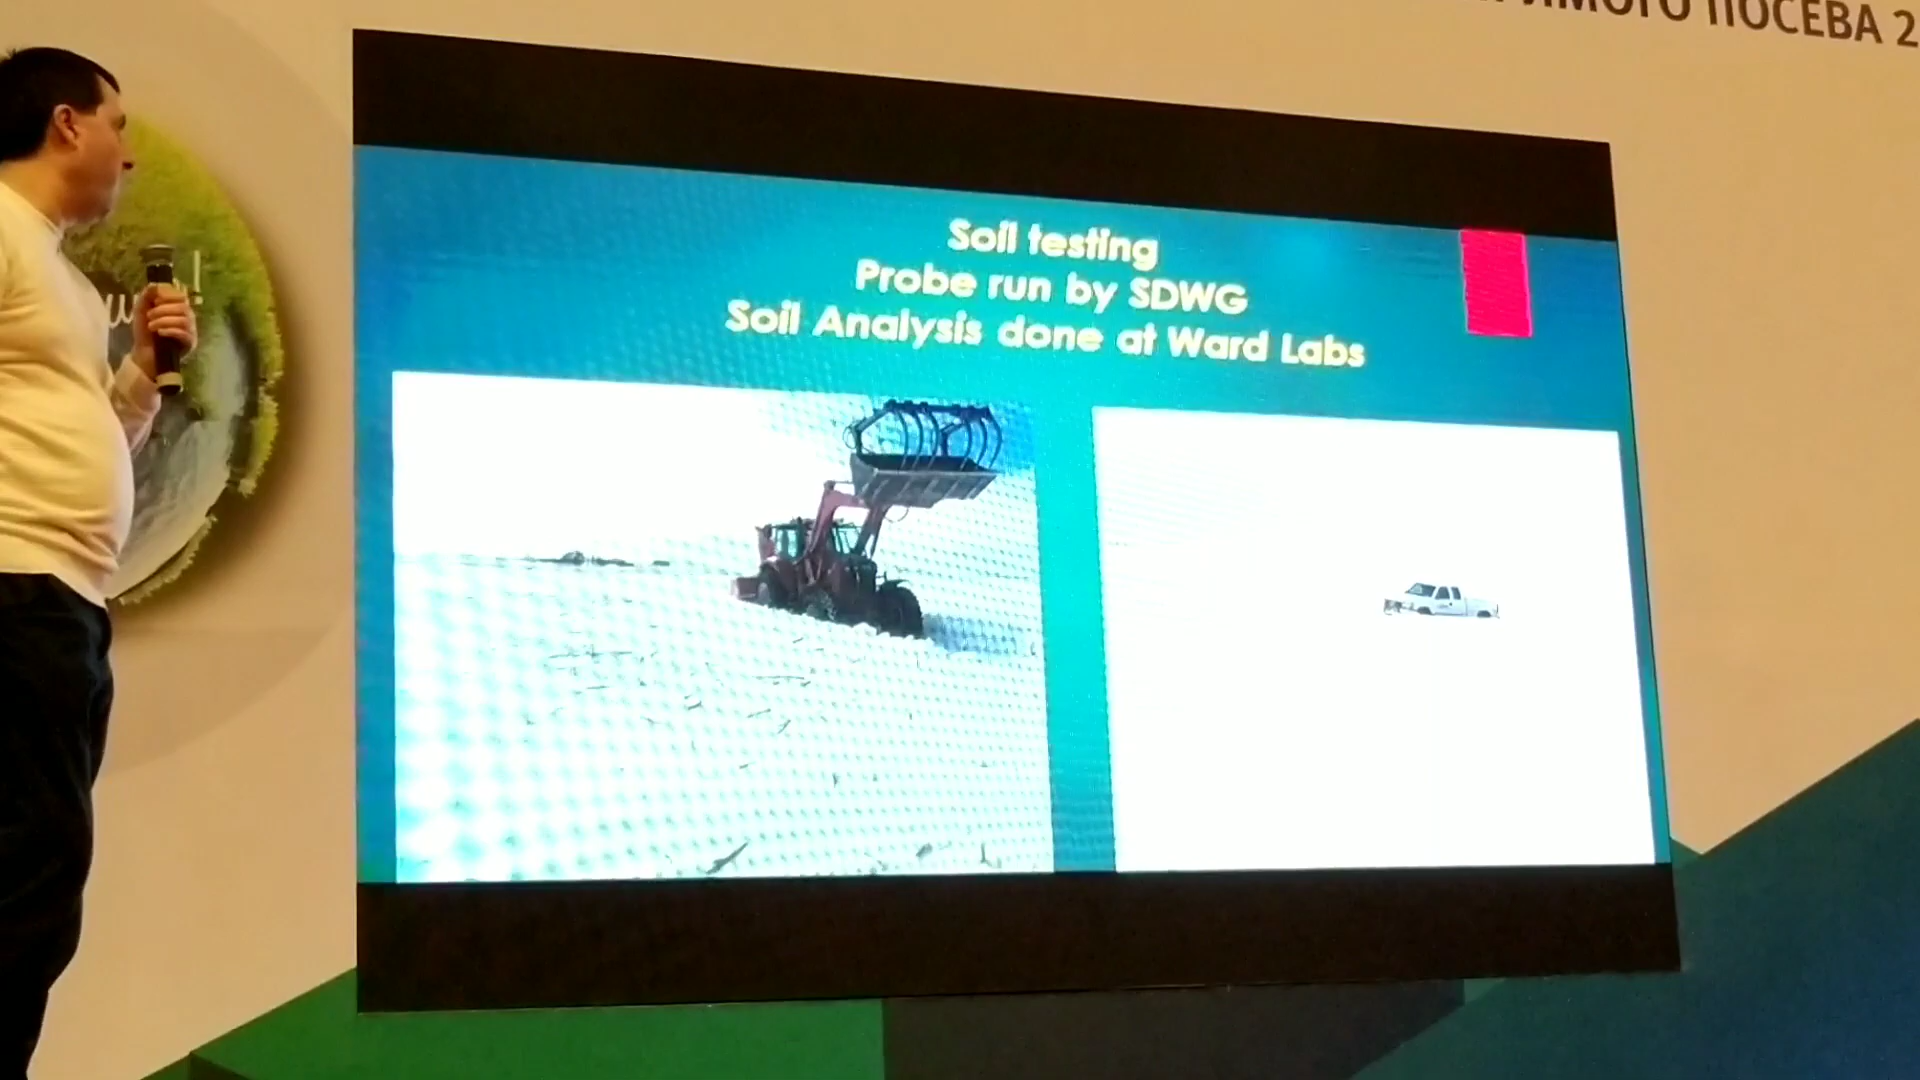 ПОСЕВА 2
Soil testing
Probe run by SDWG
Soil Analysis done at Ward Labs